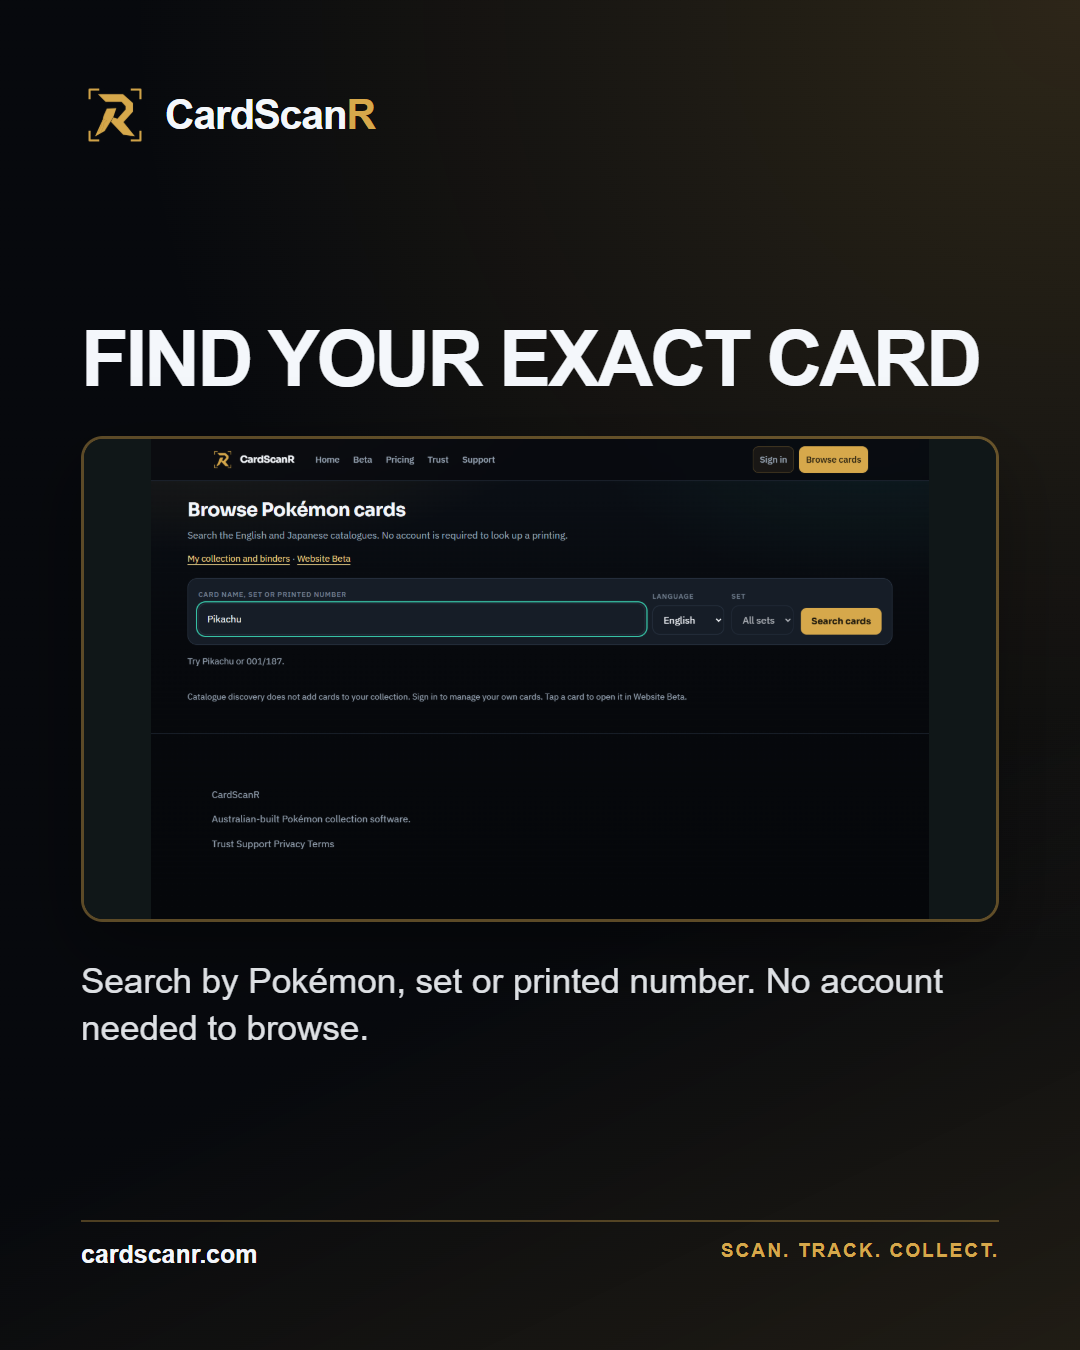 CardScanR
FIND YOUR EXACT CARD
CardScanR Home Beta Pricing Trust Support Sign in Browse cards
Browse Pokémon cards
Search the English and Japanese catalogues. No account is required to look up a printing.
My collection and binders · Website Beta
CARD NAME, SET OR PRINTED NUMBER LANGUAGE SET
Pikachu English All sets Search cards
Try Pikachu or 001/187.
Catalogue discovery does not add cards to your collection. Sign in to manage your own cards. Tap a card to open it in Website Beta.
CardScanR
Australian-built Pokémon collection software.
Trust Support Privacy Terms
Search by Pokémon, set or printed number. No account
needed to browse.
cardscanr.com SCAN. TRACK. COLLECT.